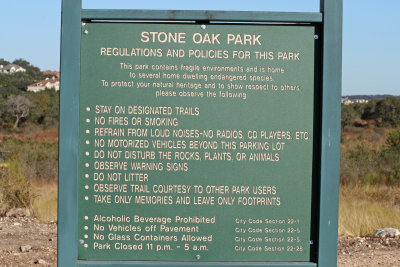 STONE OAK PARK
REGULATIONS AND POLICIES FOR THIS PARK
This park contains fragile environments and is home
to several home dwelling endangered species.
To protect your natural heritage and to show respect to others
please observe the following
• STAY ON DESIGNATED TRAILS
• NO FIRES OR SMOKING
• REFRAIN FROM LOUD NOISES-NO RADIOS, CD PLAYERS, ETC.
• NO MOTORIZED VEHICLES BEYOND THIS PARKING LOT
• DO NOT DISTURB THE ROCKS, PLANTS, OR ANIMALS
• OBSERVE WARNING SIGNS
• DO NOT LITTER
• OBSERVE TRAIL COURTESY TO OTHER PARK USERS
• TAKE ONLY MEMORIES AND LEAVE ONLY FOOTPRINTS
• Alcoholic Beverage Prohibited City Code Section 22-1
• No Vehicles off Pavement City Code Section 22-5
• No Glass Containers Allowed City Code Section 22-5
• Park Closed 11 p.m. - 5 a.m. City Code Section 22-25